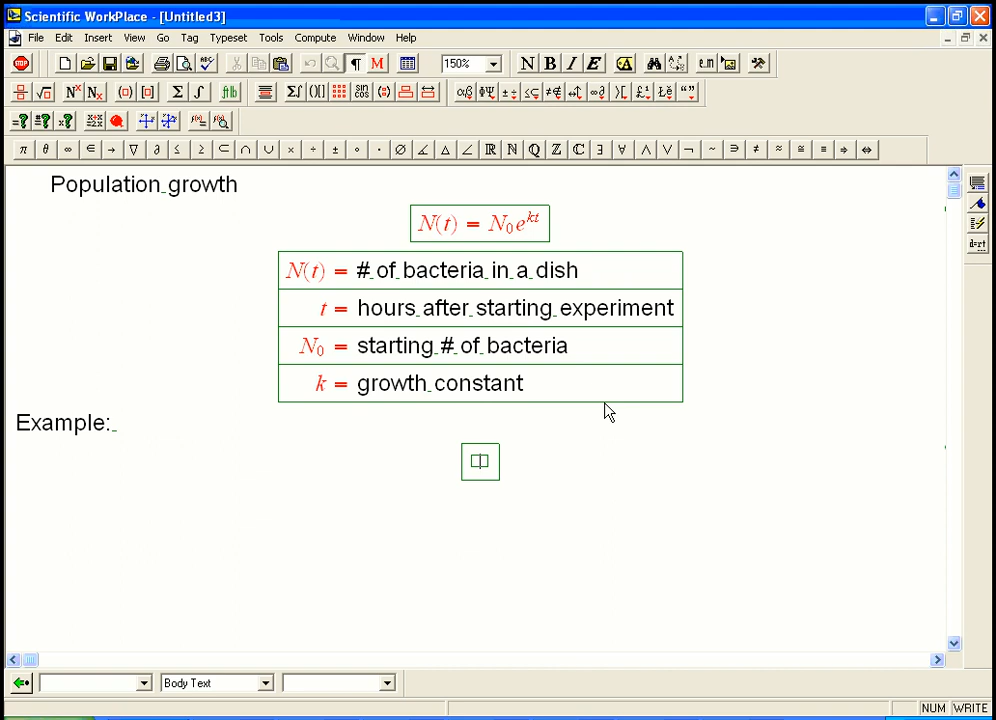 Scientific WorkPlace - [Untitled3]
File Edit Insert View Go Tag Typeset Tools Compute Window Help
STOP ¶ M 150% N B I E
Population growth
N(t) = N₀e^{kt}
N(t) = # of bacteria in a dish
t = hours after starting experiment
N₀ = starting # of bacteria
k = growth constant
Example:
Body Text
NUM WRITE